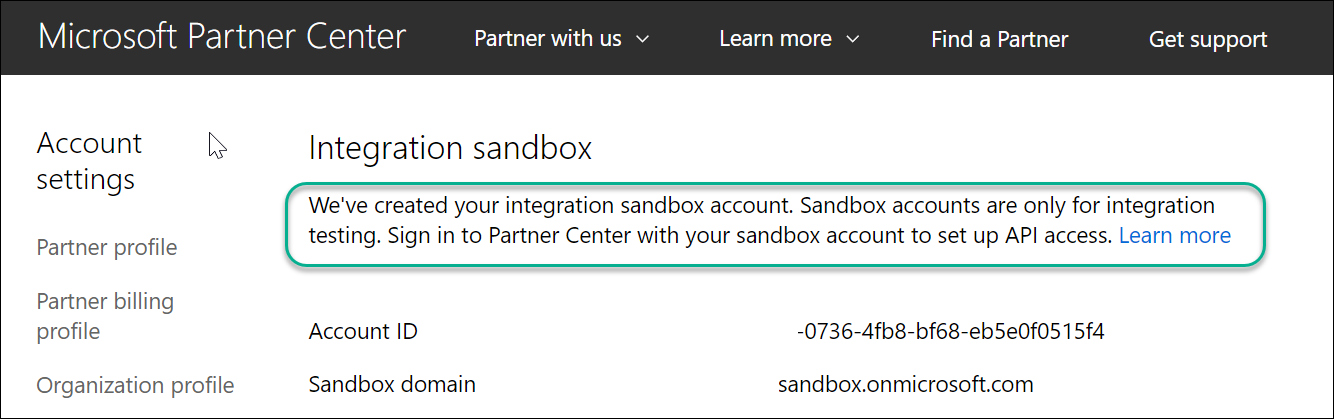 Microsoft Partner Center Partner with us Learn more Find a Partner Get support
Account
settings
Partner profile
Partner billing
profile
Organization profile
Integration sandbox
We've created your integration sandbox account. Sandbox accounts are only for integration
testing. Sign in to Partner Center with your sandbox account to set up API access. Learn more
Account ID -0736-4fb8-bf68-eb5e0f0515f4
Sandbox domain sandbox.onmicrosoft.com